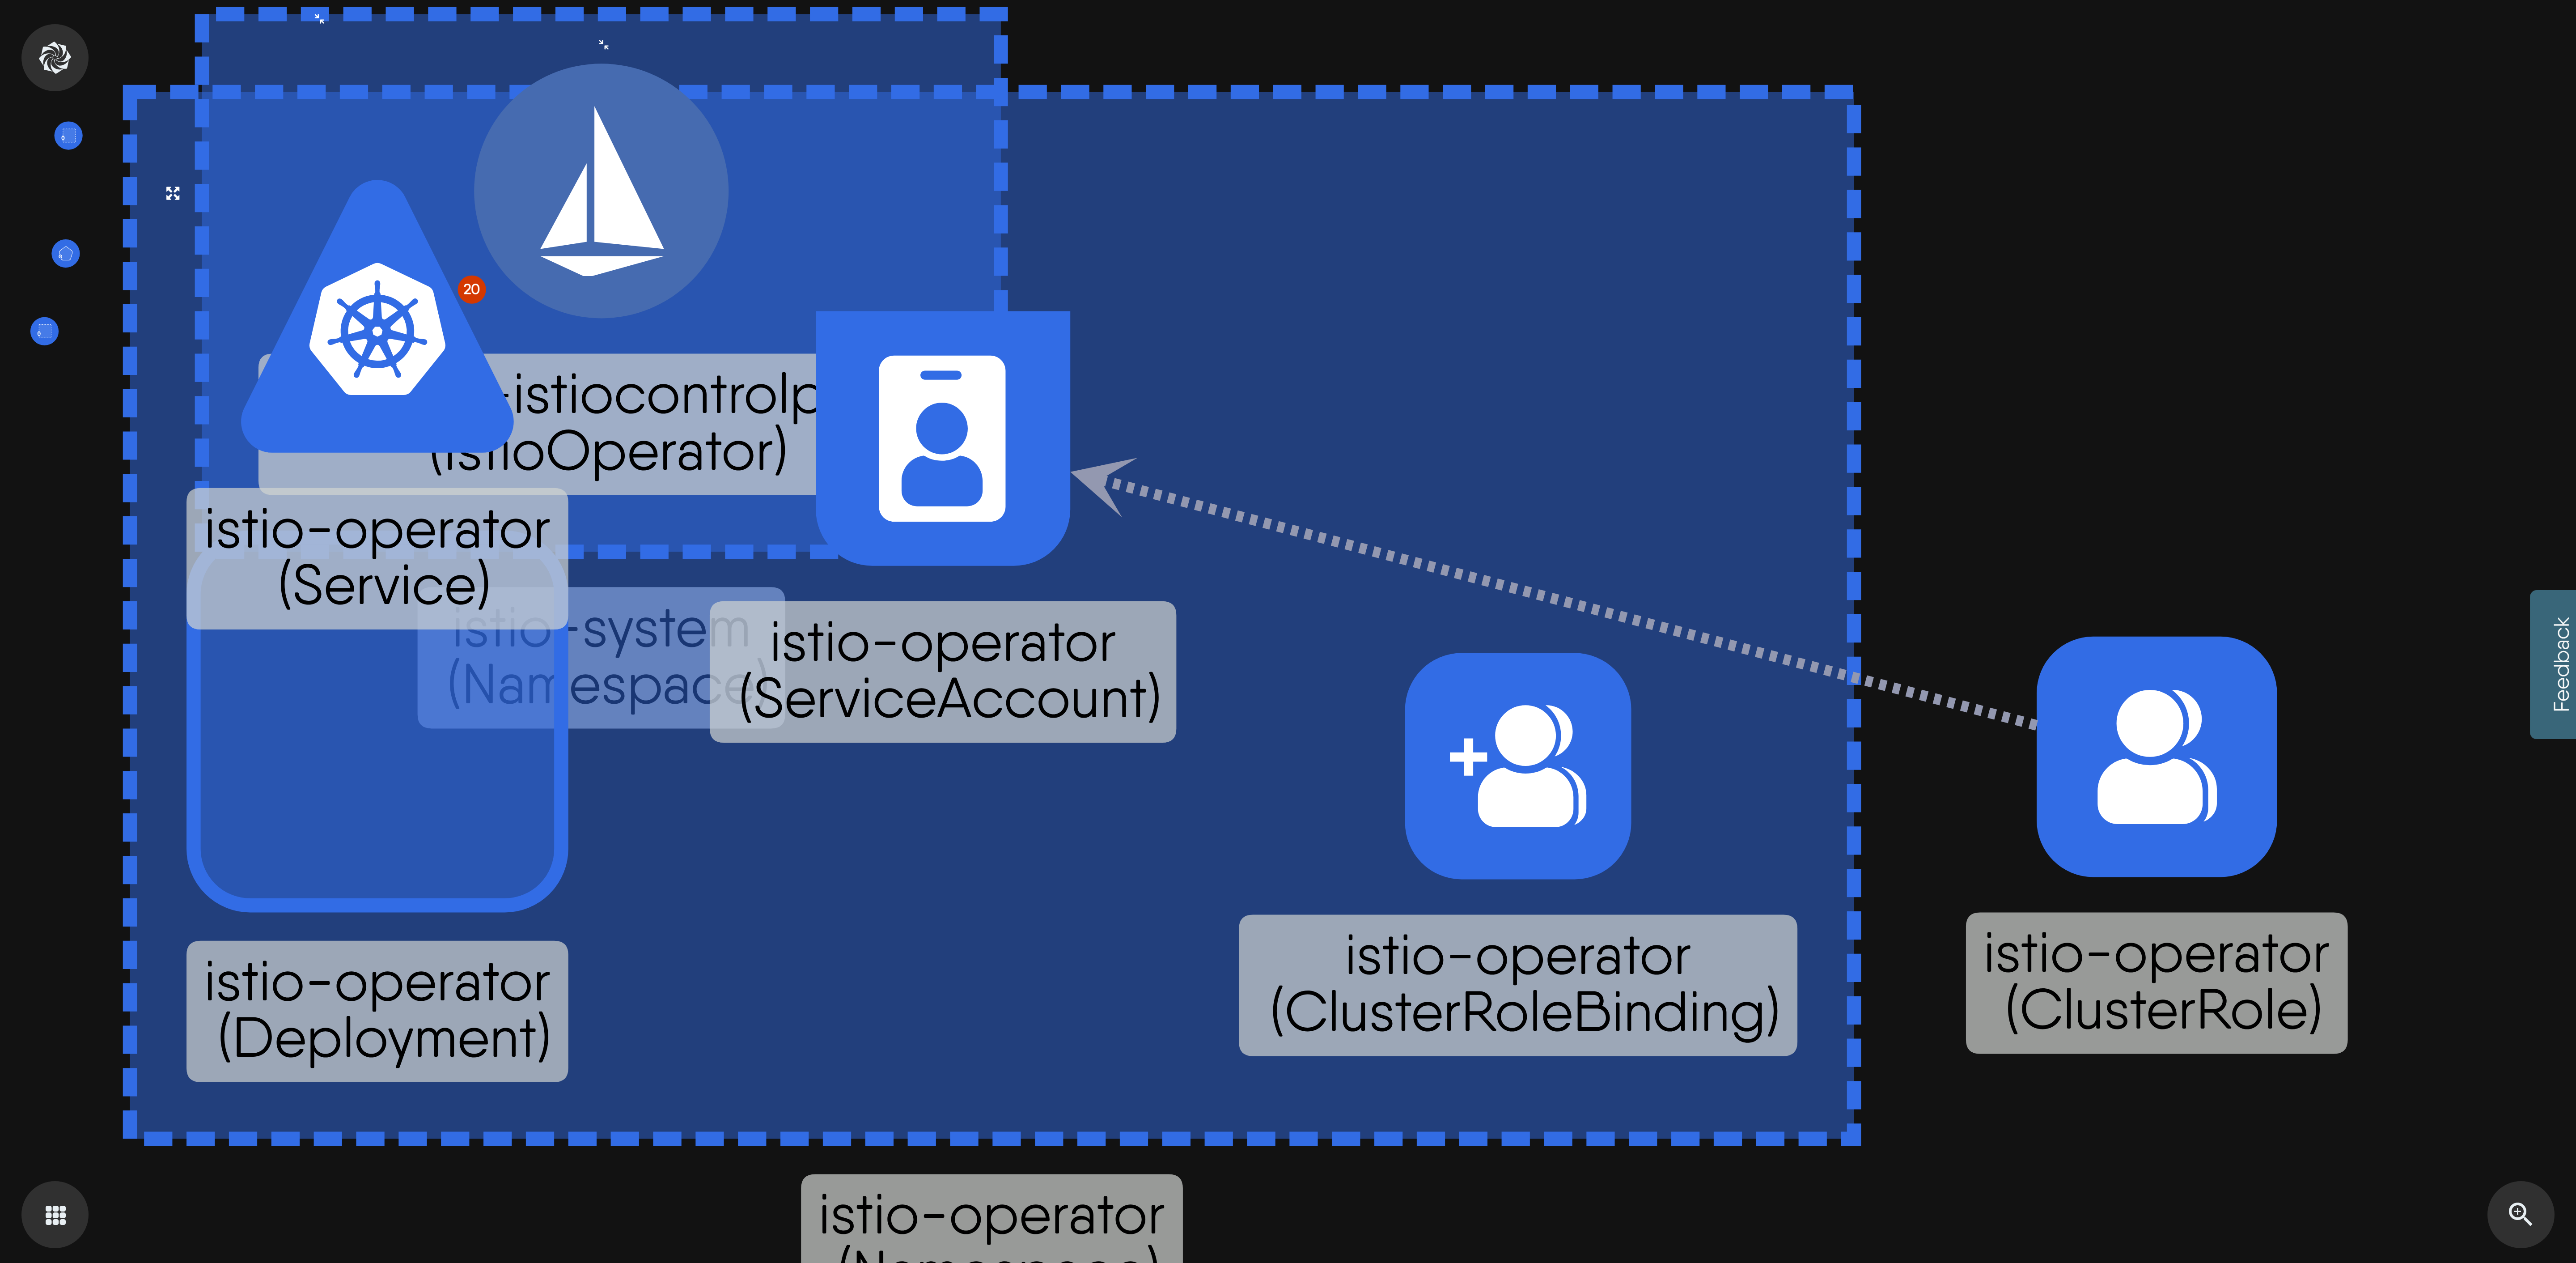 20
-istiocontrolp
(IstioOperator)
istio-operator
(Service)
istio-system
(Namespace)
istio-operator
(ServiceAccount)
istio-operator
(Deployment)
istio-operator
(ClusterRoleBinding)
istio-operator
(ClusterRole)
istio-operator
(Namespace)
Feedback